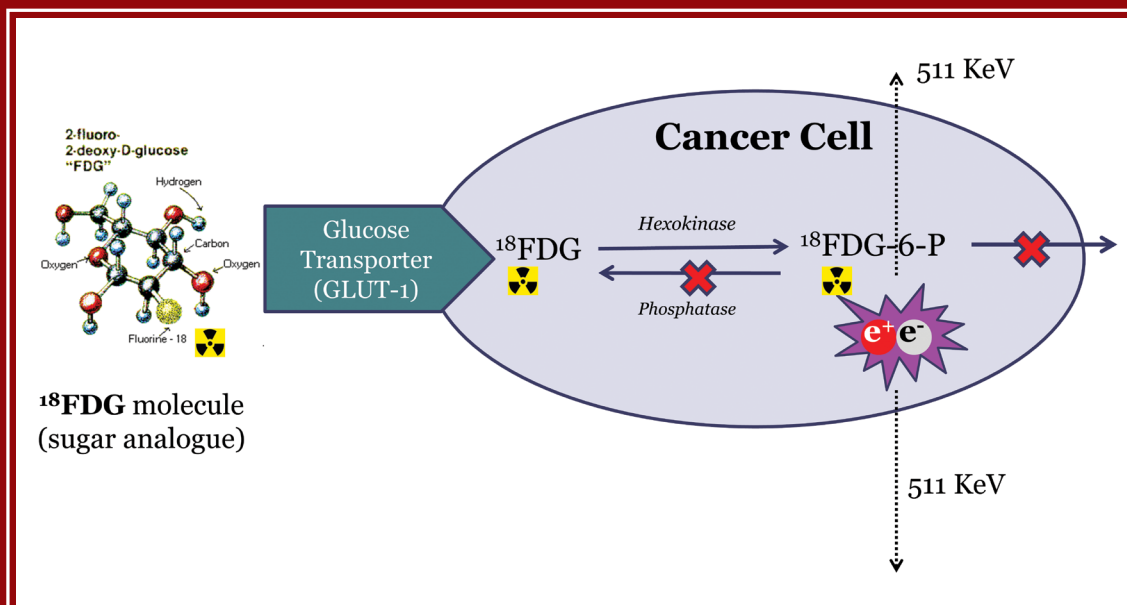 2-fluoro-
2-deoxy-D-glucose
"FDG"
Hydrogen
Carbon
Oxygen
Oxygen
Fluorine - 18
¹⁸FDG molecule
(sugar analogue)
Glucose
Transporter
(GLUT-1)
Cancer Cell
¹⁸FDG
Hexokinase
Phosphatase
¹⁸FDG-6-P
e⁺ e⁻
511 KeV
511 KeV